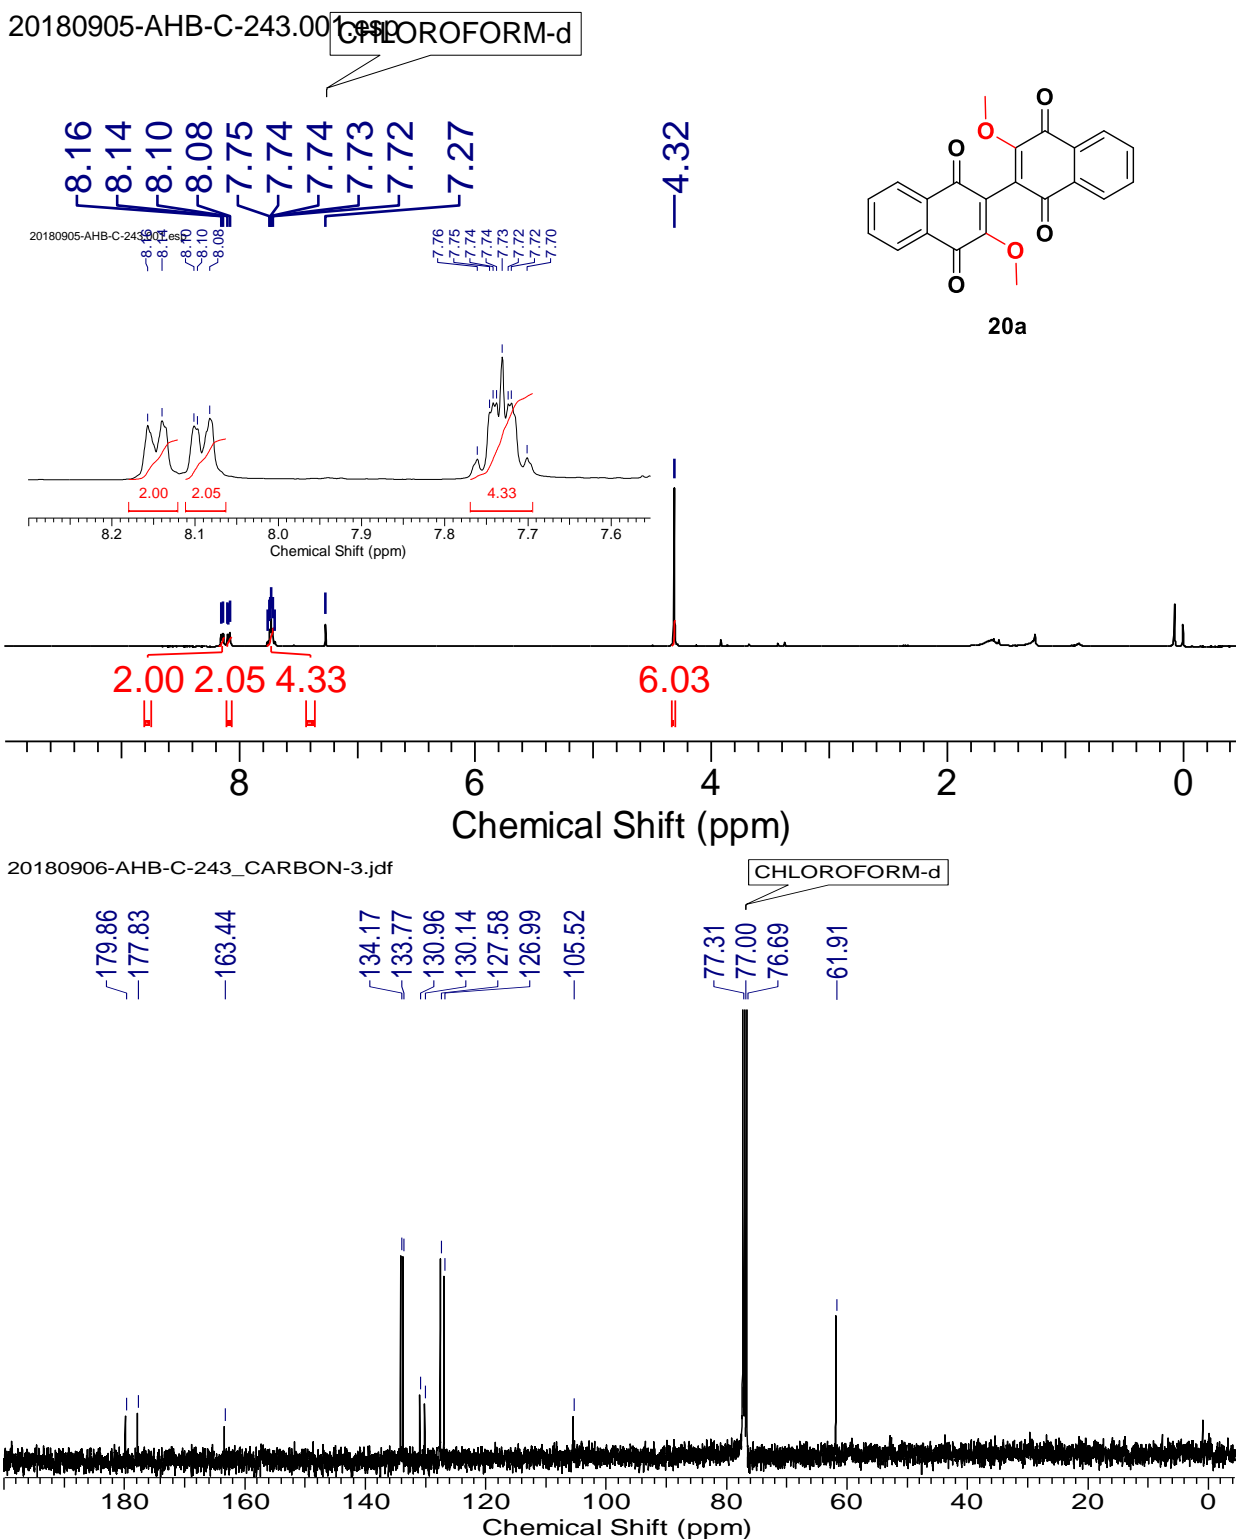 20180905-AHB-C-243.001.esp
CHLOROFORM-d
8.16
8.14
8.10
8.08
7.75
7.74
7.74
7.73
7.72
7.27
4.32
20180905-AHB-C-243.001.esp
8.16
8.14
8.10
8.10
8.08
7.76
7.75
7.74
7.74
7.73
7.72
7.72
7.70
O
O
O
O
O
O
20a
2.00
2.05
4.33
8.2 8.1 8.0 7.9 7.8 7.7 7.6
Chemical Shift (ppm)
2.00 2.05 4.33 6.03
8 6 4 2 0
Chemical Shift (ppm)
20180906-AHB-C-243_CARBON-3.jdf
CHLOROFORM-d
179.86
177.83
163.44
134.17
133.77
130.96
130.14
127.58
126.99
105.52
77.31
77.00
76.69
61.91
180 160 140 120 100 80 60 40 20 0
Chemical Shift (ppm)